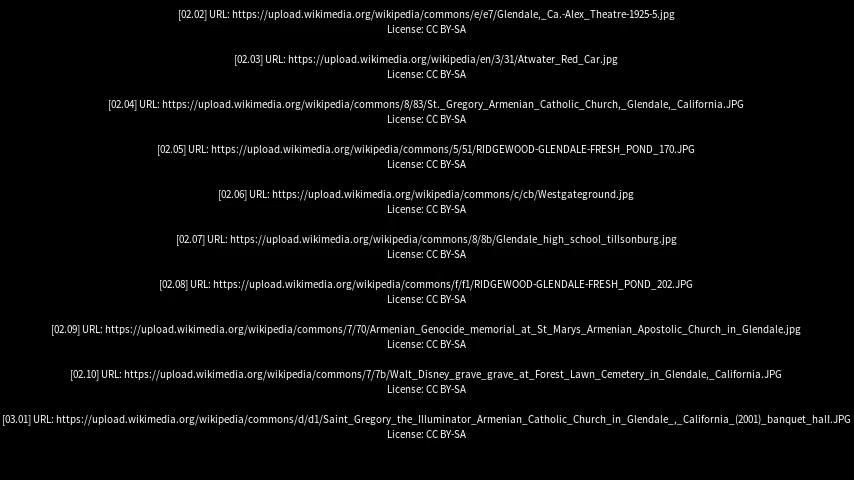 [02.02] URL: https://upload.wikimedia.org/wikipedia/commons/e/e7/Glendale,_Ca.-Alex_Theatre-1925-5.jpg
License: CC BY-SA
[02.03] URL: https://upload.wikimedia.org/wikipedia/en/3/31/Atwater_Red_Car.jpg
License: CC BY-SA
[02.04] URL: https://upload.wikimedia.org/wikipedia/commons/8/83/St._Gregory_Armenian_Catholic_Church,_Glendale,_California.JPG
License: CC BY-SA
[02.05] URL: https://upload.wikimedia.org/wikipedia/commons/5/51/RIDGEWOOD-GLENDALE-FRESH_POND_170.JPG
License: CC BY-SA
[02.06] URL: https://upload.wikimedia.org/wikipedia/commons/c/cb/Westgateground.jpg
License: CC BY-SA
[02.07] URL: https://upload.wikimedia.org/wikipedia/commons/8/8b/Glendale_high_school_tillsonburg.jpg
License: CC BY-SA
[02.08] URL: https://upload.wikimedia.org/wikipedia/commons/f/f1/RIDGEWOOD-GLENDALE-FRESH_POND_202.JPG
License: CC BY-SA
[02.09] URL: https://upload.wikimedia.org/wikipedia/commons/7/70/Armenian_Genocide_memorial_at_St_Marys_Armenian_Apostolic_Church_in_Glendale.jpg
License: CC BY-SA
[02.10] URL: https://upload.wikimedia.org/wikipedia/commons/7/7b/Walt_Disney_grave_grave_at_Forest_Lawn_Cemetery_in_Glendale,_California.JPG
License: CC BY-SA
[03.01] URL: https://upload.wikimedia.org/wikipedia/commons/d/d1/Saint_Gregory_the_Illuminator_Armenian_Catholic_Church_in_Glendale_,_California_(2001)_banquet_hall.JPG
License: CC BY-SA